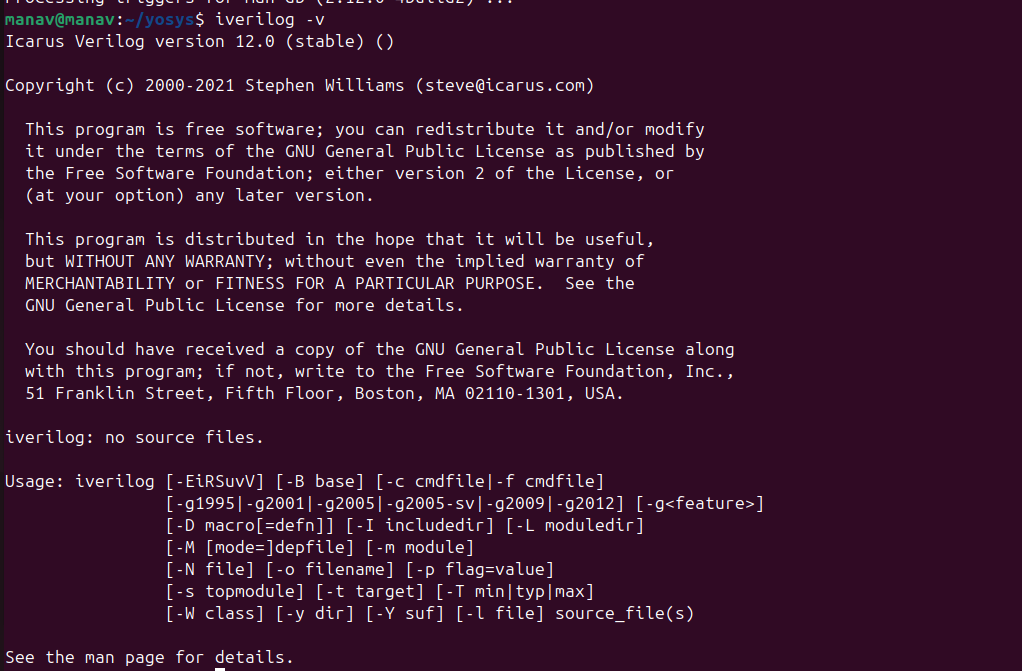 Processing triggers for man-db (2.12.0-4build2) ...
manav@manav:~/yosys$ iverilog -v
Icarus Verilog version 12.0 (stable) ()

Copyright (c) 2000-2021 Stephen Williams (steve@icarus.com)

  This program is free software; you can redistribute it and/or modify
  it under the terms of the GNU General Public License as published by
  the Free Software Foundation; either version 2 of the License, or
  (at your option) any later version.

  This program is distributed in the hope that it will be useful,
  but WITHOUT ANY WARRANTY; without even the implied warranty of
  MERCHANTABILITY or FITNESS FOR A PARTICULAR PURPOSE.  See the
  GNU General Public License for more details.

  You should have received a copy of the GNU General Public License along
  with this program; if not, write to the Free Software Foundation, Inc.,
  51 Franklin Street, Fifth Floor, Boston, MA 02110-1301, USA.

iverilog: no source files.

Usage: iverilog [-EiRSuvV] [-B base] [-c cmdfile|-f cmdfile]
                [-g1995|-g2001|-g2005|-g2005-sv|-g2009|-g2012] [-g<feature>]
                [-D macro[=defn]] [-I includedir] [-L moduledir]
                [-M [mode=]depfile] [-m module]
                [-N file] [-o filename] [-p flag=value]
                [-s topmodule] [-t target] [-T min|typ|max]
                [-W class] [-y dir] [-Y suf] [-l file] source_file(s)

See the man page for details.